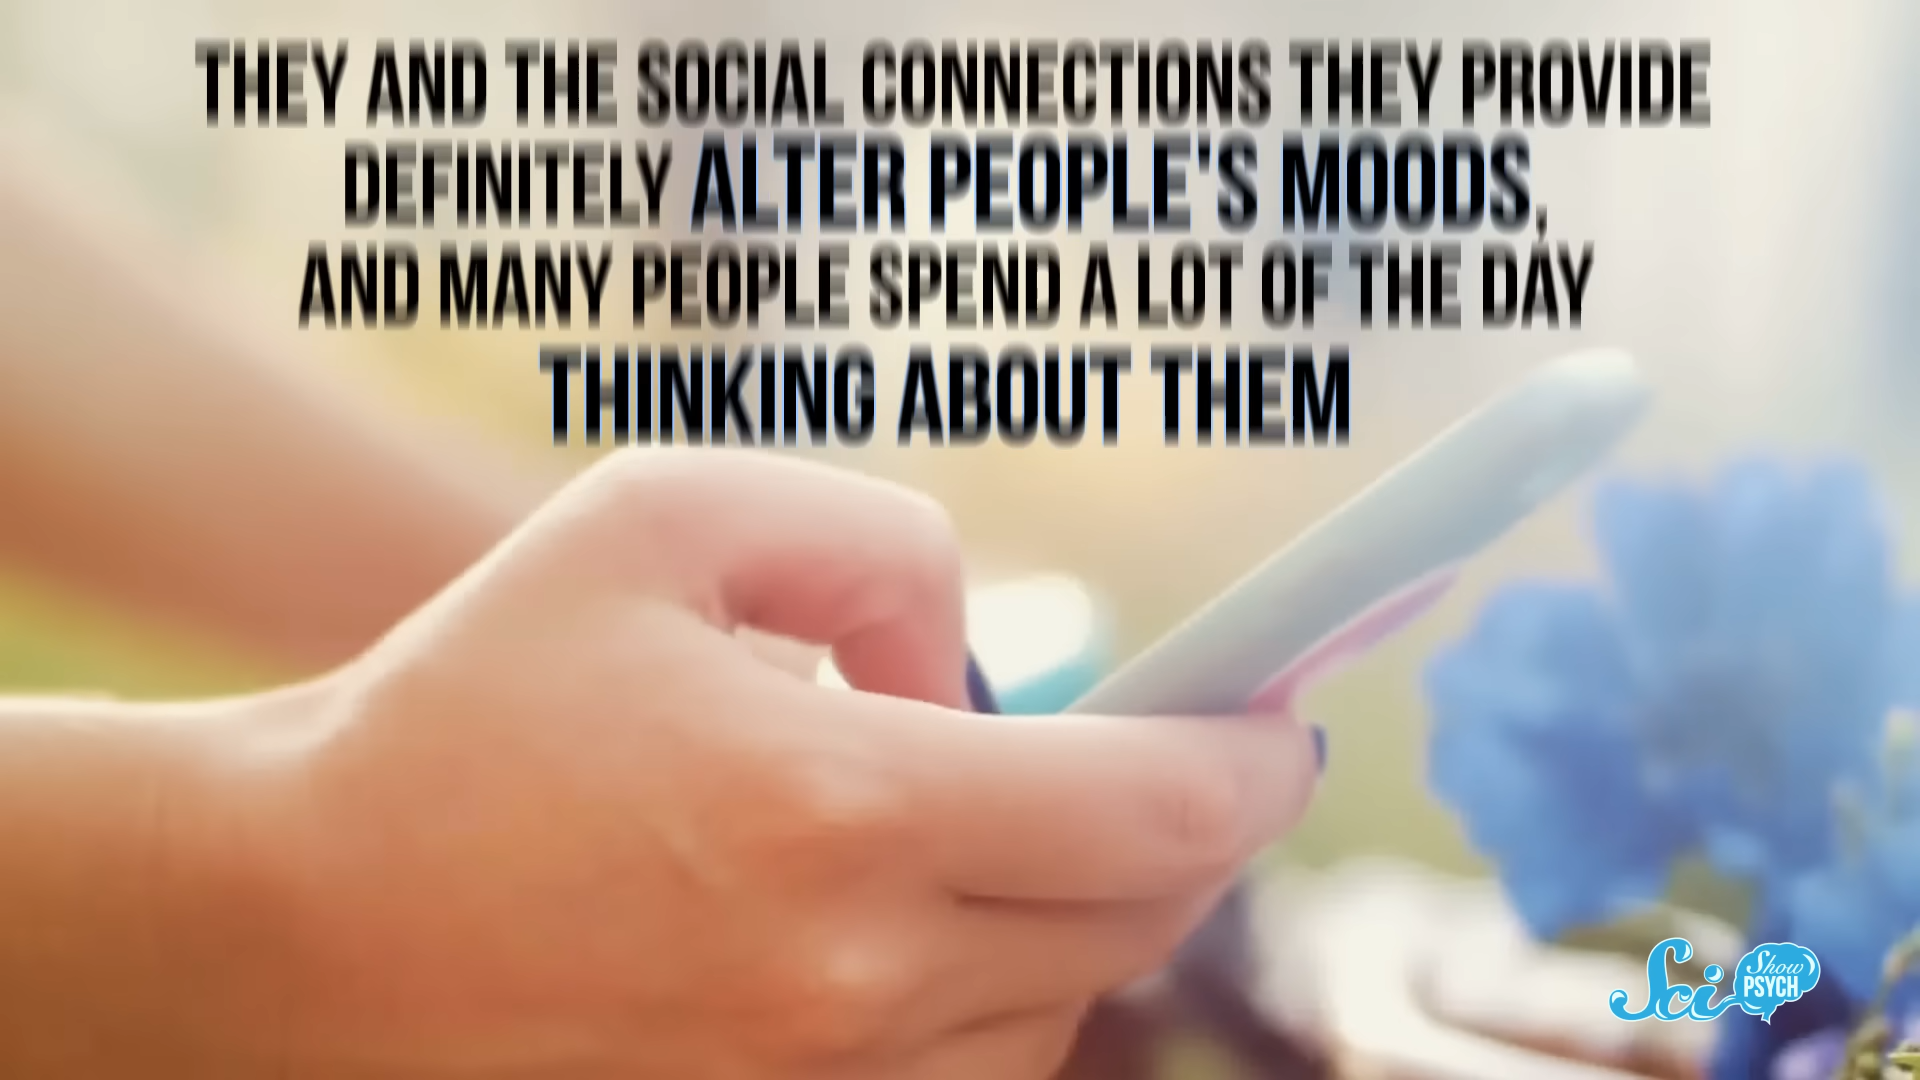 THEY AND THE SOCIAL CONNECTIONS THEY PROVIDE
DEFINITELY ALTER PEOPLE'S MOODS,
AND MANY PEOPLE SPEND A LOT OF THE DAY
THINKING ABOUT THEM
Sci Show
PSYCH